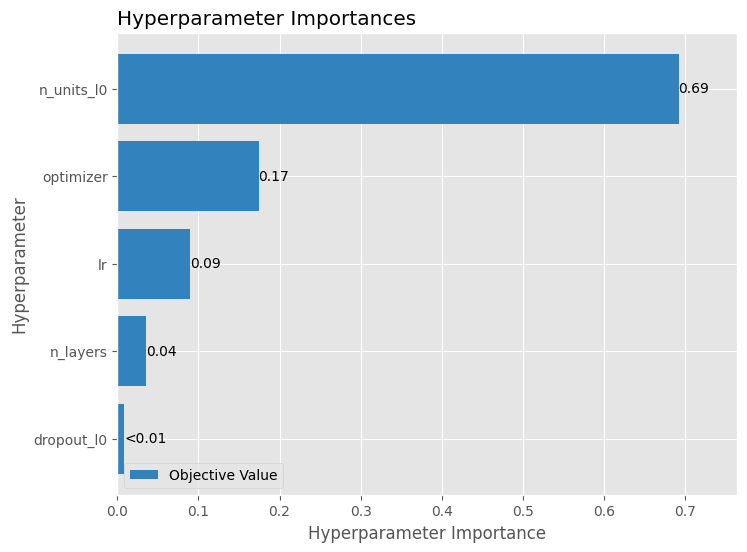 Hyperparameter Importances
Hyperparameter
n_units_l0
0.69
optimizer
0.17
lr
0.09
n_layers
0.04
dropout_l0
<0.01
Objective Value
0.0 0.1 0.2 0.3 0.4 0.5 0.6 0.7
Hyperparameter Importance